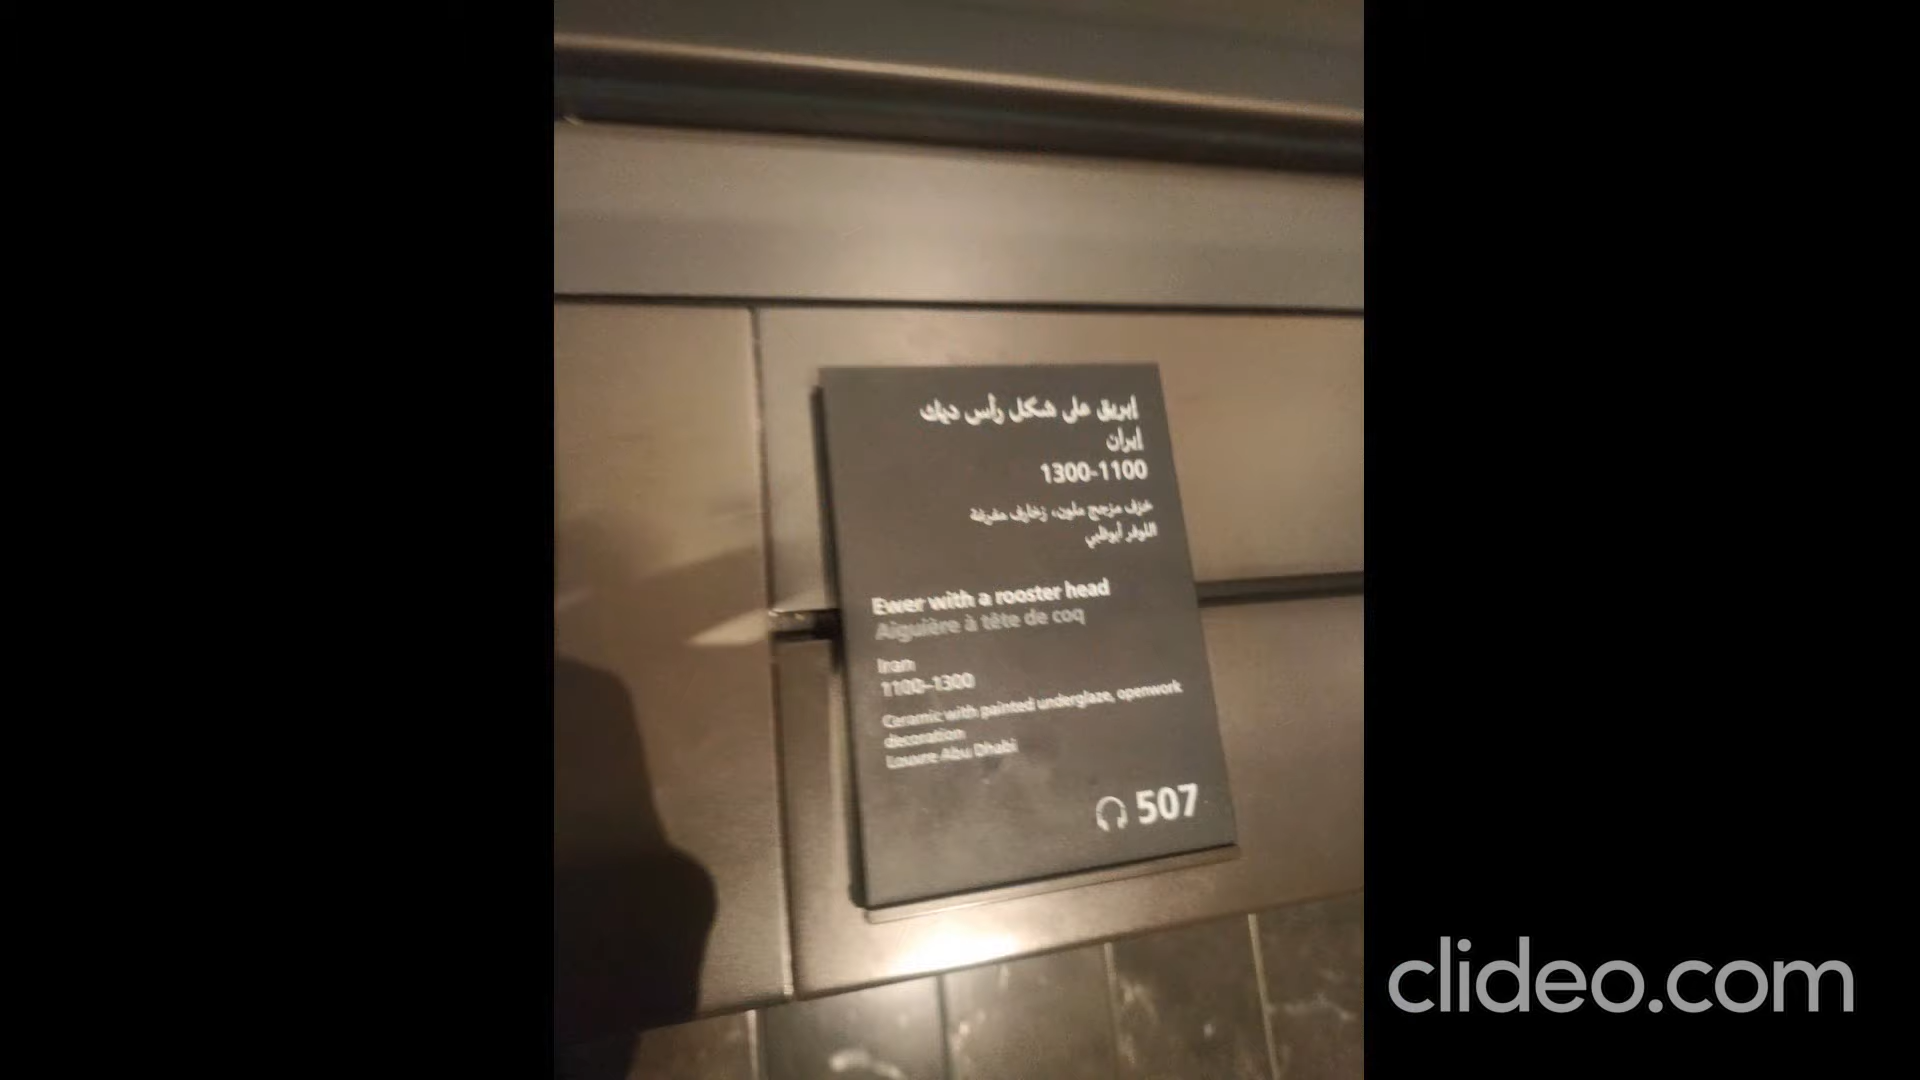 إبريق على شكل رأس ديك
إيران
1300-1100
خزف مزجج ملون، زخارف مفرغة
اللوفر أبوظبي
Ewer with a rooster head
Aiguière à tête de coq
Iran
1100–1300
Ceramic with painted underglaze, openwork
decoration
Louvre Abu Dhabi
507
clideo.com